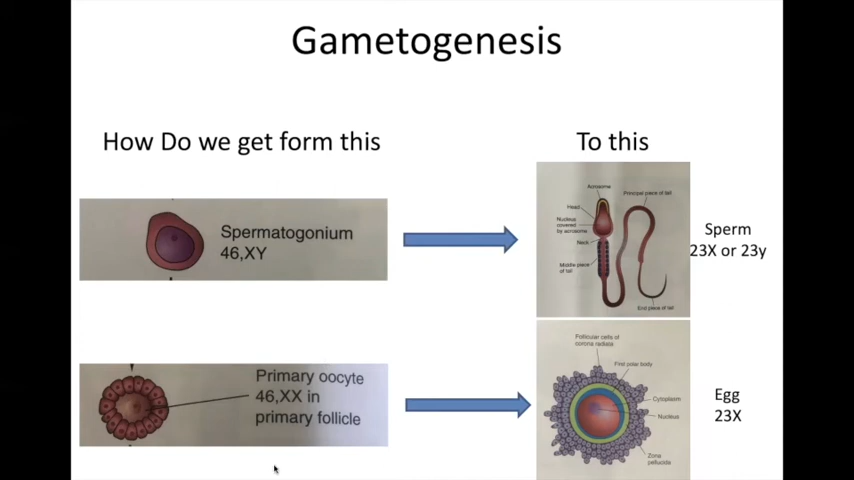 Gametogenesis
How Do we get form this
To this
Spermatogonium
46,XY
Acrosome
Principal piece of tail
Head
Nucleus
covered
by acrosome
Neck
Middle piece
of tail
End piece of tail
Sperm
23X or 23y
Primary oocyte
46,XX in
primary follicle
Follicular cells of
corona radiata
First polar body
Cytoplasm
Nucleus
Zona
pellucida
Egg
23X